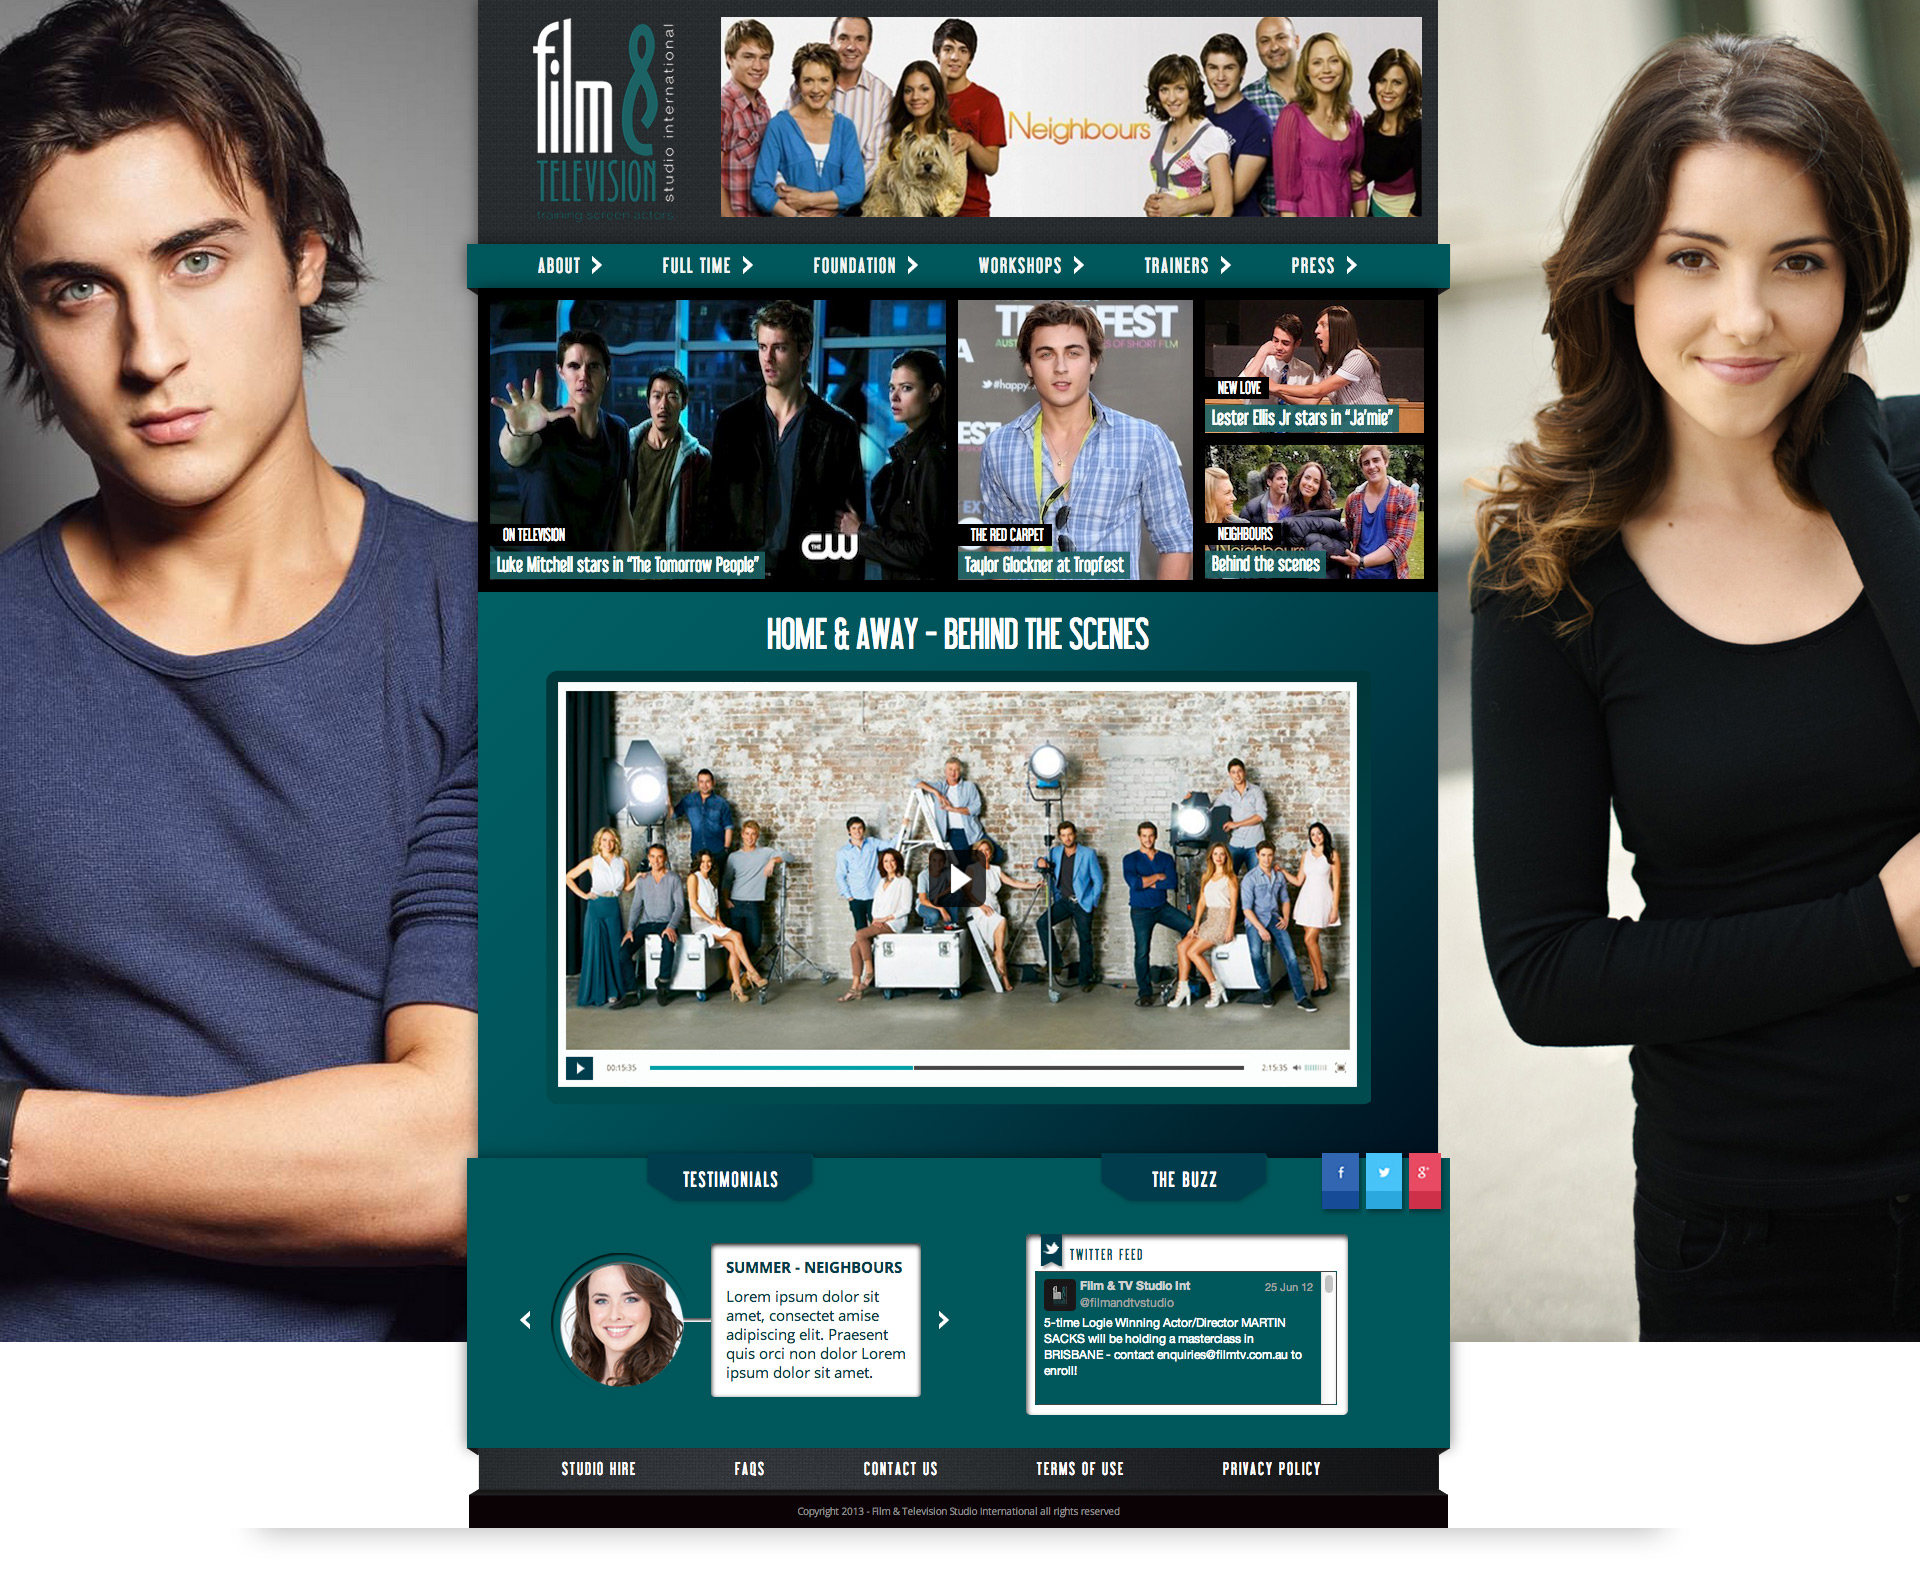 film &
TELEVISION
studio international
training screen actors
Neighbours
ABOUT
FULL TIME
FOUNDATION
WORKSHOPS
TRAINERS
PRESS
ON TELEVISION
Luke Mitchell stars in "The Tomorrow People"
THE CW
TROPFEST
#happy
THE RED CARPET
Taylor Glockner at Tropfest
NEW LOVE
Lester Ellis Jr stars in "Ja'mie"
NEIGHBOURS
Neighbours
Behind the scenes
HOME & AWAY - BEHIND THE SCENES
00:15:35
2:15:35
TESTIMONIALS
THE BUZZ
f
g+
SUMMER - NEIGHBOURS
Lorem ipsum dolor sit
amet, consectet amise
adipiscing elit. Praesent
quis orci non dolor Lorem
ipsum dolor sit amet.
TWITTER FEED
Film & TV Studio Int
25 Jun 12
@filmandtvstudio
5-time Logie Winning Actor/Director MARTIN
SACKS will be holding a masterclass in
BRISBANE - contact enquiries@filmtv.com.au to
enroll!
STUDIO HIRE
FAQS
CONTACT US
TERMS OF USE
PRIVACY POLICY
Copyright 2013 - Film & Television Studio International all rights reserved